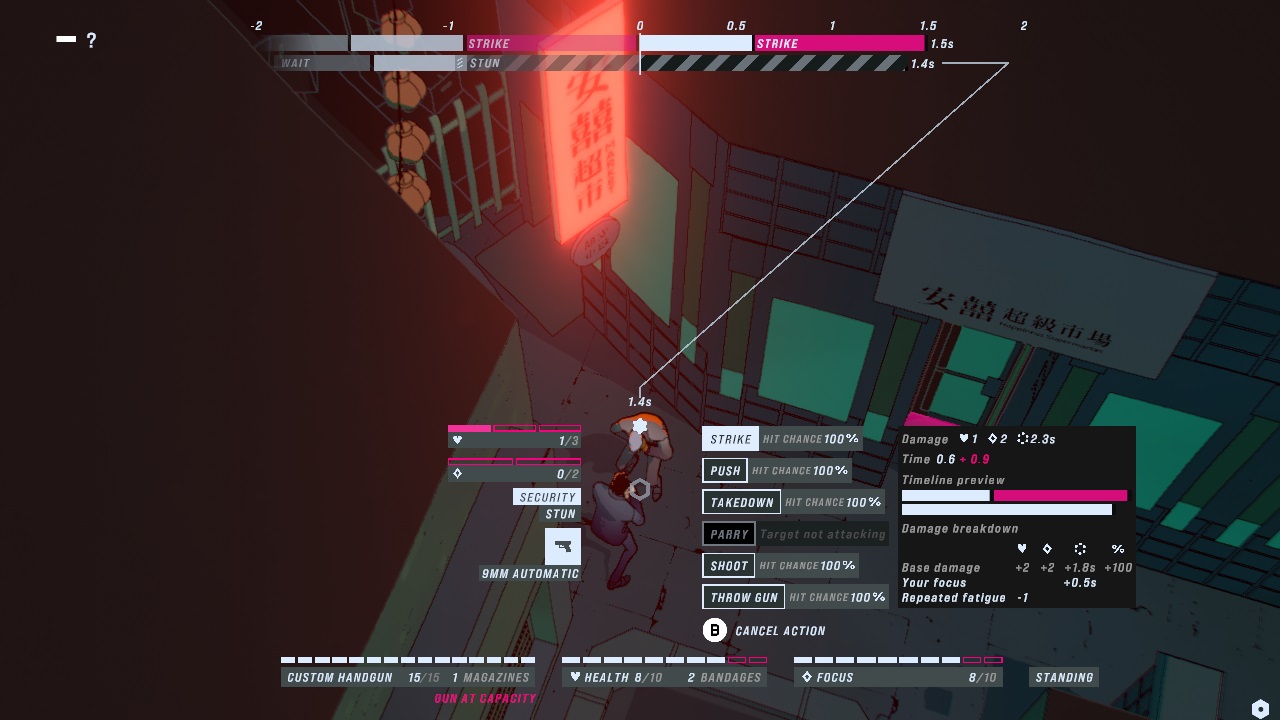 -2 -1 0 0.5 1 1.5 2
?
STRIKE STRIKE 1.5s
WAIT STUN 1.4s
安
囍
超
市
安囍超級市場
Happiness Supermarket
1.4s
1/3
0/2
SECURITY
STUN
9MM AUTOMATIC
STRIKE HIT CHANCE 100%
PUSH HIT CHANCE 100%
TAKEDOWN HIT CHANCE 100%
PARRY Target not attacking
SHOOT HIT CHANCE 100%
THROW GUN HIT CHANCE 100%
B CANCEL ACTION
Damage 1 2 2.3s
Time 0.6 + 0.9
Timeline preview
Damage breakdown
%
Base damage +2 +2 +1.8s +100
Your focus +0.5s
Repeated fatigue -1
CUSTOM HANDGUN 15/15 1 MAGAZINES
GUN AT CAPACITY
HEALTH 8/10 2 BANDAGES
FOCUS 8/10
STANDING